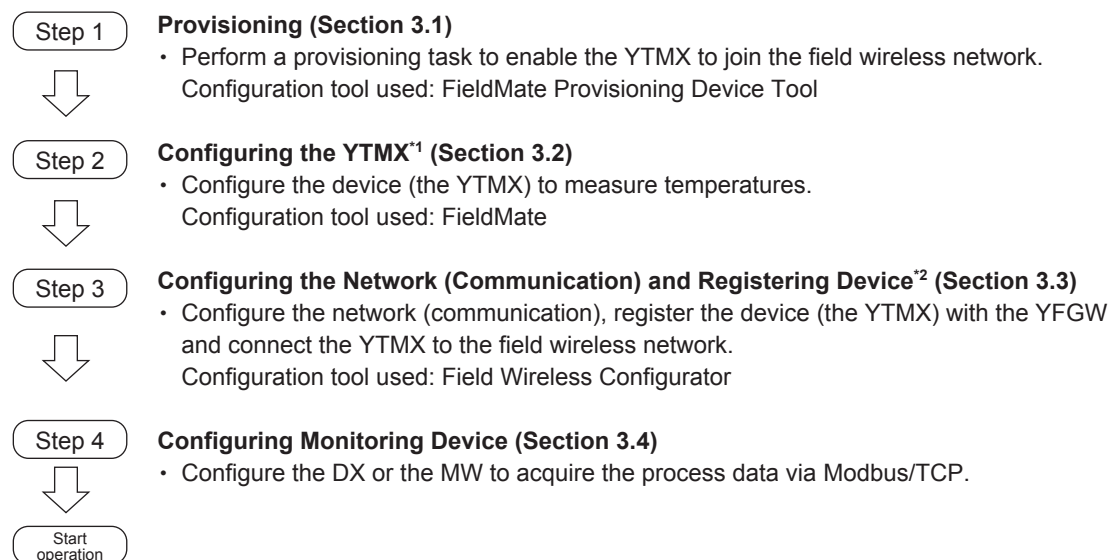 Step 1
Provisioning (Section 3.1)
・ Perform a provisioning task to enable the YTMX to join the field wireless network.
Configuration tool used: FieldMate Provisioning Device Tool
Step 2
Configuring the YTMX*1 (Section 3.2)
・ Configure the device (the YTMX) to measure temperatures.
Configuration tool used: FieldMate
Step 3
Configuring the Network (Communication) and Registering Device*2 (Section 3.3)
・ Configure the network (communication), register the device (the YTMX) with the YFGW
and connect the YTMX to the field wireless network.
Configuration tool used: Field Wireless Configurator
Step 4
Configuring Monitoring Device (Section 3.4)
・ Configure the DX or the MW to acquire the process data via Modbus/TCP.
Start
operation